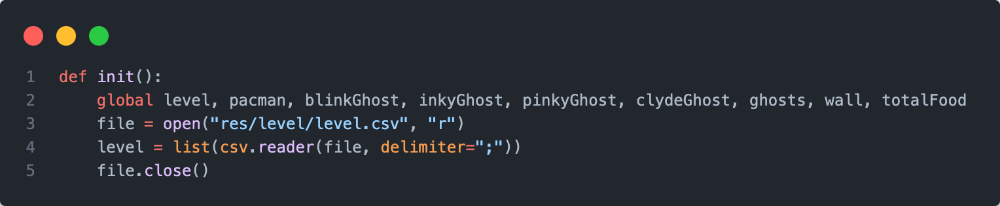 1 def init():
2     global level, pacman, blinkGhost, inkyGhost, pinkyGhost, clydeGhost, ghosts, wall, totalFood
3     file = open("res/level/level.csv", "r")
4     level = list(csv.reader(file, delimiter=";"))
5     file.close()